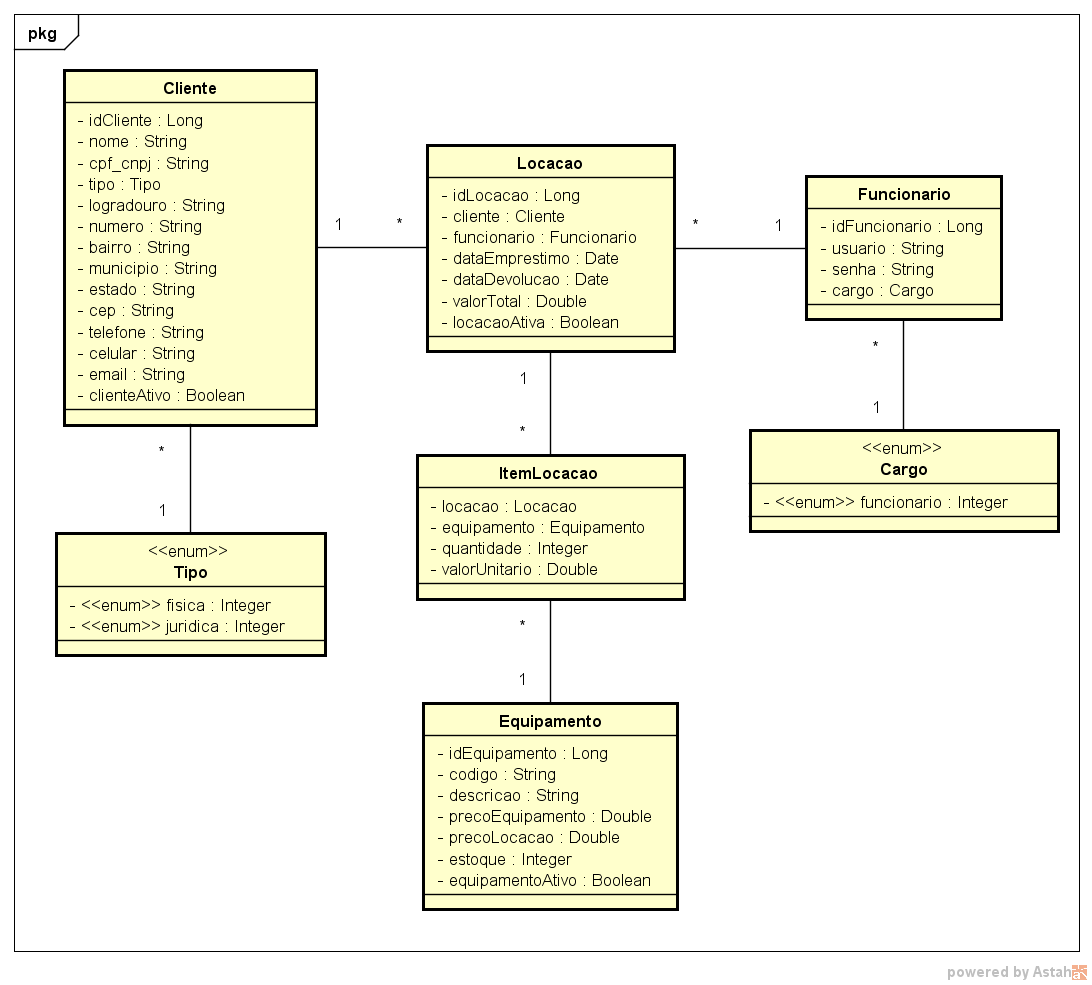 pkg
Cliente
- idCliente : Long
- nome : String
- cpf_cnpj : String
- tipo : Tipo
- logradouro : String
- numero : String
- bairro : String
- municipio : String
- estado : String
- cep : String
- telefone : String
- celular : String
- email : String
- clienteAtivo : Boolean
1
*
Locacao
- idLocacao : Long
- cliente : Cliente
- funcionario : Funcionario
- dataEmprestimo : Date
- dataDevolucao : Date
- valorTotal : Double
- locacaoAtiva : Boolean
*
1
Funcionario
- idFuncionario : Long
- usuario : String
- senha : String
- cargo : Cargo
*
1
<<enum>>
Cargo
- <<enum>> funcionario : Integer
*
1
<<enum>>
Tipo
- <<enum>> fisica : Integer
- <<enum>> juridica : Integer
1
*
ItemLocacao
- locacao : Locacao
- equipamento : Equipamento
- quantidade : Integer
- valorUnitario : Double
*
1
Equipamento
- idEquipamento : Long
- codigo : String
- descricao : String
- precoEquipamento : Double
- precoLocacao : Double
- estoque : Integer
- equipamentoAtivo : Boolean
powered by Astah